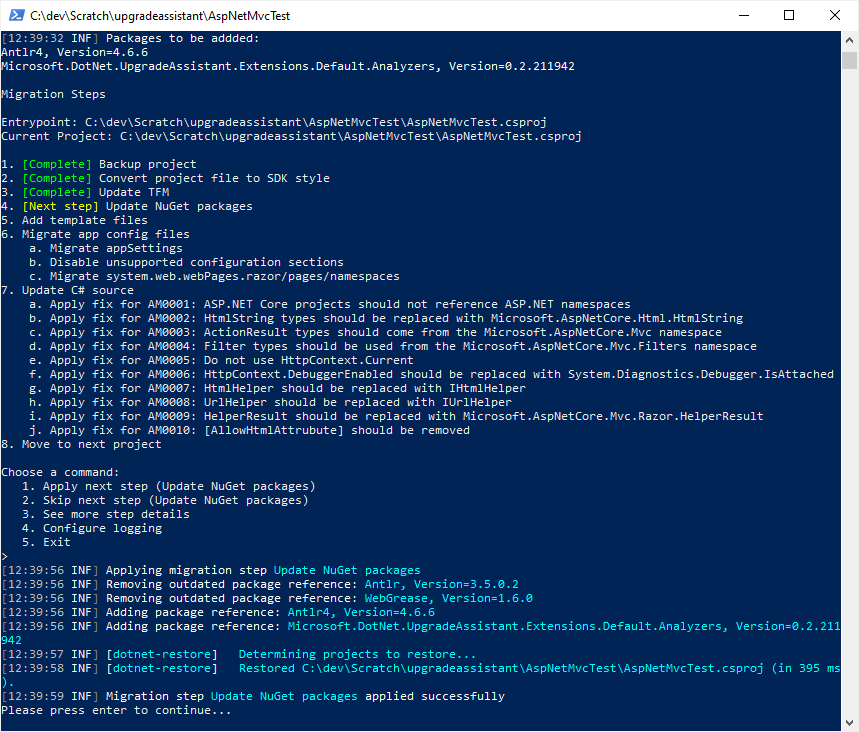 C:\dev\Scratch\upgradeassistant\AspNetMvcTest
[12:39:32 INF] Packages to be addded:
Antlr4, Version=4.6.6
Microsoft.DotNet.UpgradeAssistant.Extensions.Default.Analyzers, Version=0.2.211942
Migration Steps
Entrypoint: C:\dev\Scratch\upgradeassistant\AspNetMvcTest\AspNetMvcTest.csproj
Current Project: C:\dev\Scratch\upgradeassistant\AspNetMvcTest\AspNetMvcTest.csproj
1. [Complete] Backup project
2. [Complete] Convert project file to SDK style
3. [Complete] Update TFM
4. [Next step] Update NuGet packages
5. Add template files
6. Migrate app config files
a. Migrate appSettings
b. Disable unsupported configuration sections
c. Migrate system.web.webPages.razor/pages/namespaces
7. Update C# source
a. Apply fix for AM0001: ASP.NET Core projects should not reference ASP.NET namespaces
b. Apply fix for AM0002: HtmlString types should be replaced with Microsoft.AspNetCore.Html.HtmlString
c. Apply fix for AM0003: ActionResult types should come from the Microsoft.AspNetCore.Mvc namespace
d. Apply fix for AM0004: Filter types should be used from the Microsoft.AspNetCore.Mvc.Filters namespace
e. Apply fix for AM0005: Do not use HttpContext.Current
f. Apply fix for AM0006: HttpContext.DebuggerEnabled should be replaced with System.Diagnostics.Debugger.IsAttached
g. Apply fix for AM0007: HtmlHelper should be replaced with IHtmlHelper
h. Apply fix for AM0008: UrlHelper should be replaced with IUrlHelper
i. Apply fix for AM0009: HelperResult should be replaced with Microsoft.AspNetCore.Mvc.Razor.HelperResult
j. Apply fix for AM0010: [AllowHtmlAttrubute] should be removed
8. Move to next project
Choose a command:
1. Apply next step (Update NuGet packages)
2. Skip next step (Update NuGet packages)
3. See more step details
4. Configure logging
5. Exit
>
[12:39:56 INF] Applying migration step Update NuGet packages
[12:39:56 INF] Removing outdated package reference: Antlr, Version=3.5.0.2
[12:39:56 INF] Removing outdated package reference: WebGrease, Version=1.6.0
[12:39:56 INF] Adding package reference: Antlr4, Version=4.6.6
[12:39:56 INF] Adding package reference: Microsoft.DotNet.UpgradeAssistant.Extensions.Default.Analyzers, Version=0.2.211
942
[12:39:57 INF] [dotnet-restore]   Determining projects to restore...
[12:39:58 INF] [dotnet-restore]   Restored C:\dev\Scratch\upgradeassistant\AspNetMvcTest\AspNetMvcTest.csproj (in 395 ms
).
[12:39:59 INF] Migration step Update NuGet packages applied successfully
Please press enter to continue...